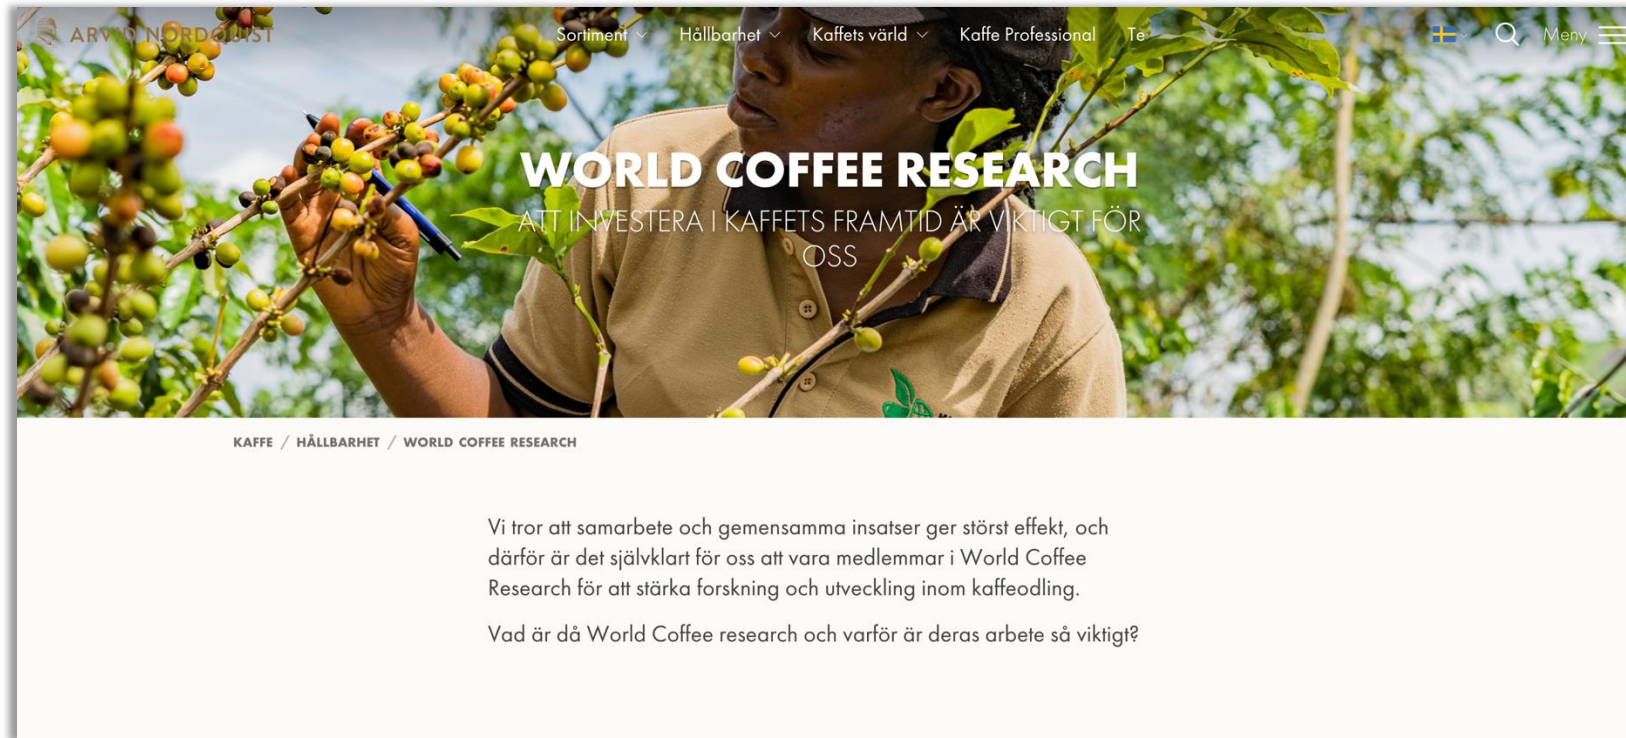 ARVID NORDQUIST
Sortiment
Hållbarhet
Kaffets värld
Kaffe Professional
Te
Meny
WORLD COFFEE RESEARCH
ATT INVESTERA I KAFFETS FRAMTID ÄR VIKTIGT FÖR
OSS
KAFFE / HÅLLBARHET / WORLD COFFEE RESEARCH
Vi tror att samarbete och gemensamma insatser ger störst effekt, och
därför är det självklart för oss att vara medlemmar i World Coffee
Research för att stärka forskning och utveckling inom kaffeodling.
Vad är då World Coffee research och varför är deras arbete så viktigt?